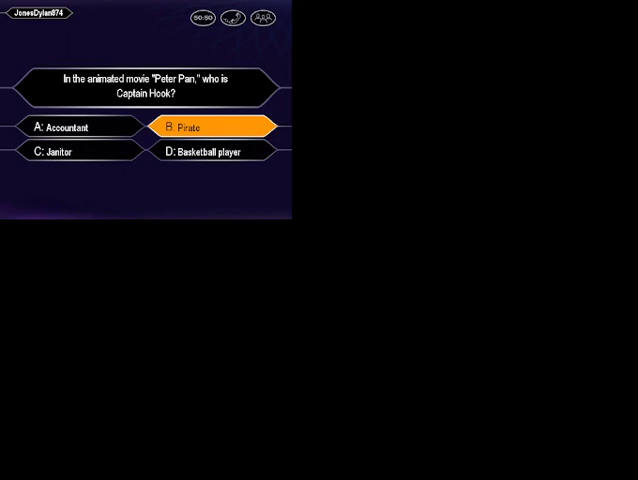 JonesDylan874
50:50
In the animated movie "Peter Pan," who is
Captain Hook?
A: Accountant
B: Pirate
C: Janitor
D: Basketball player